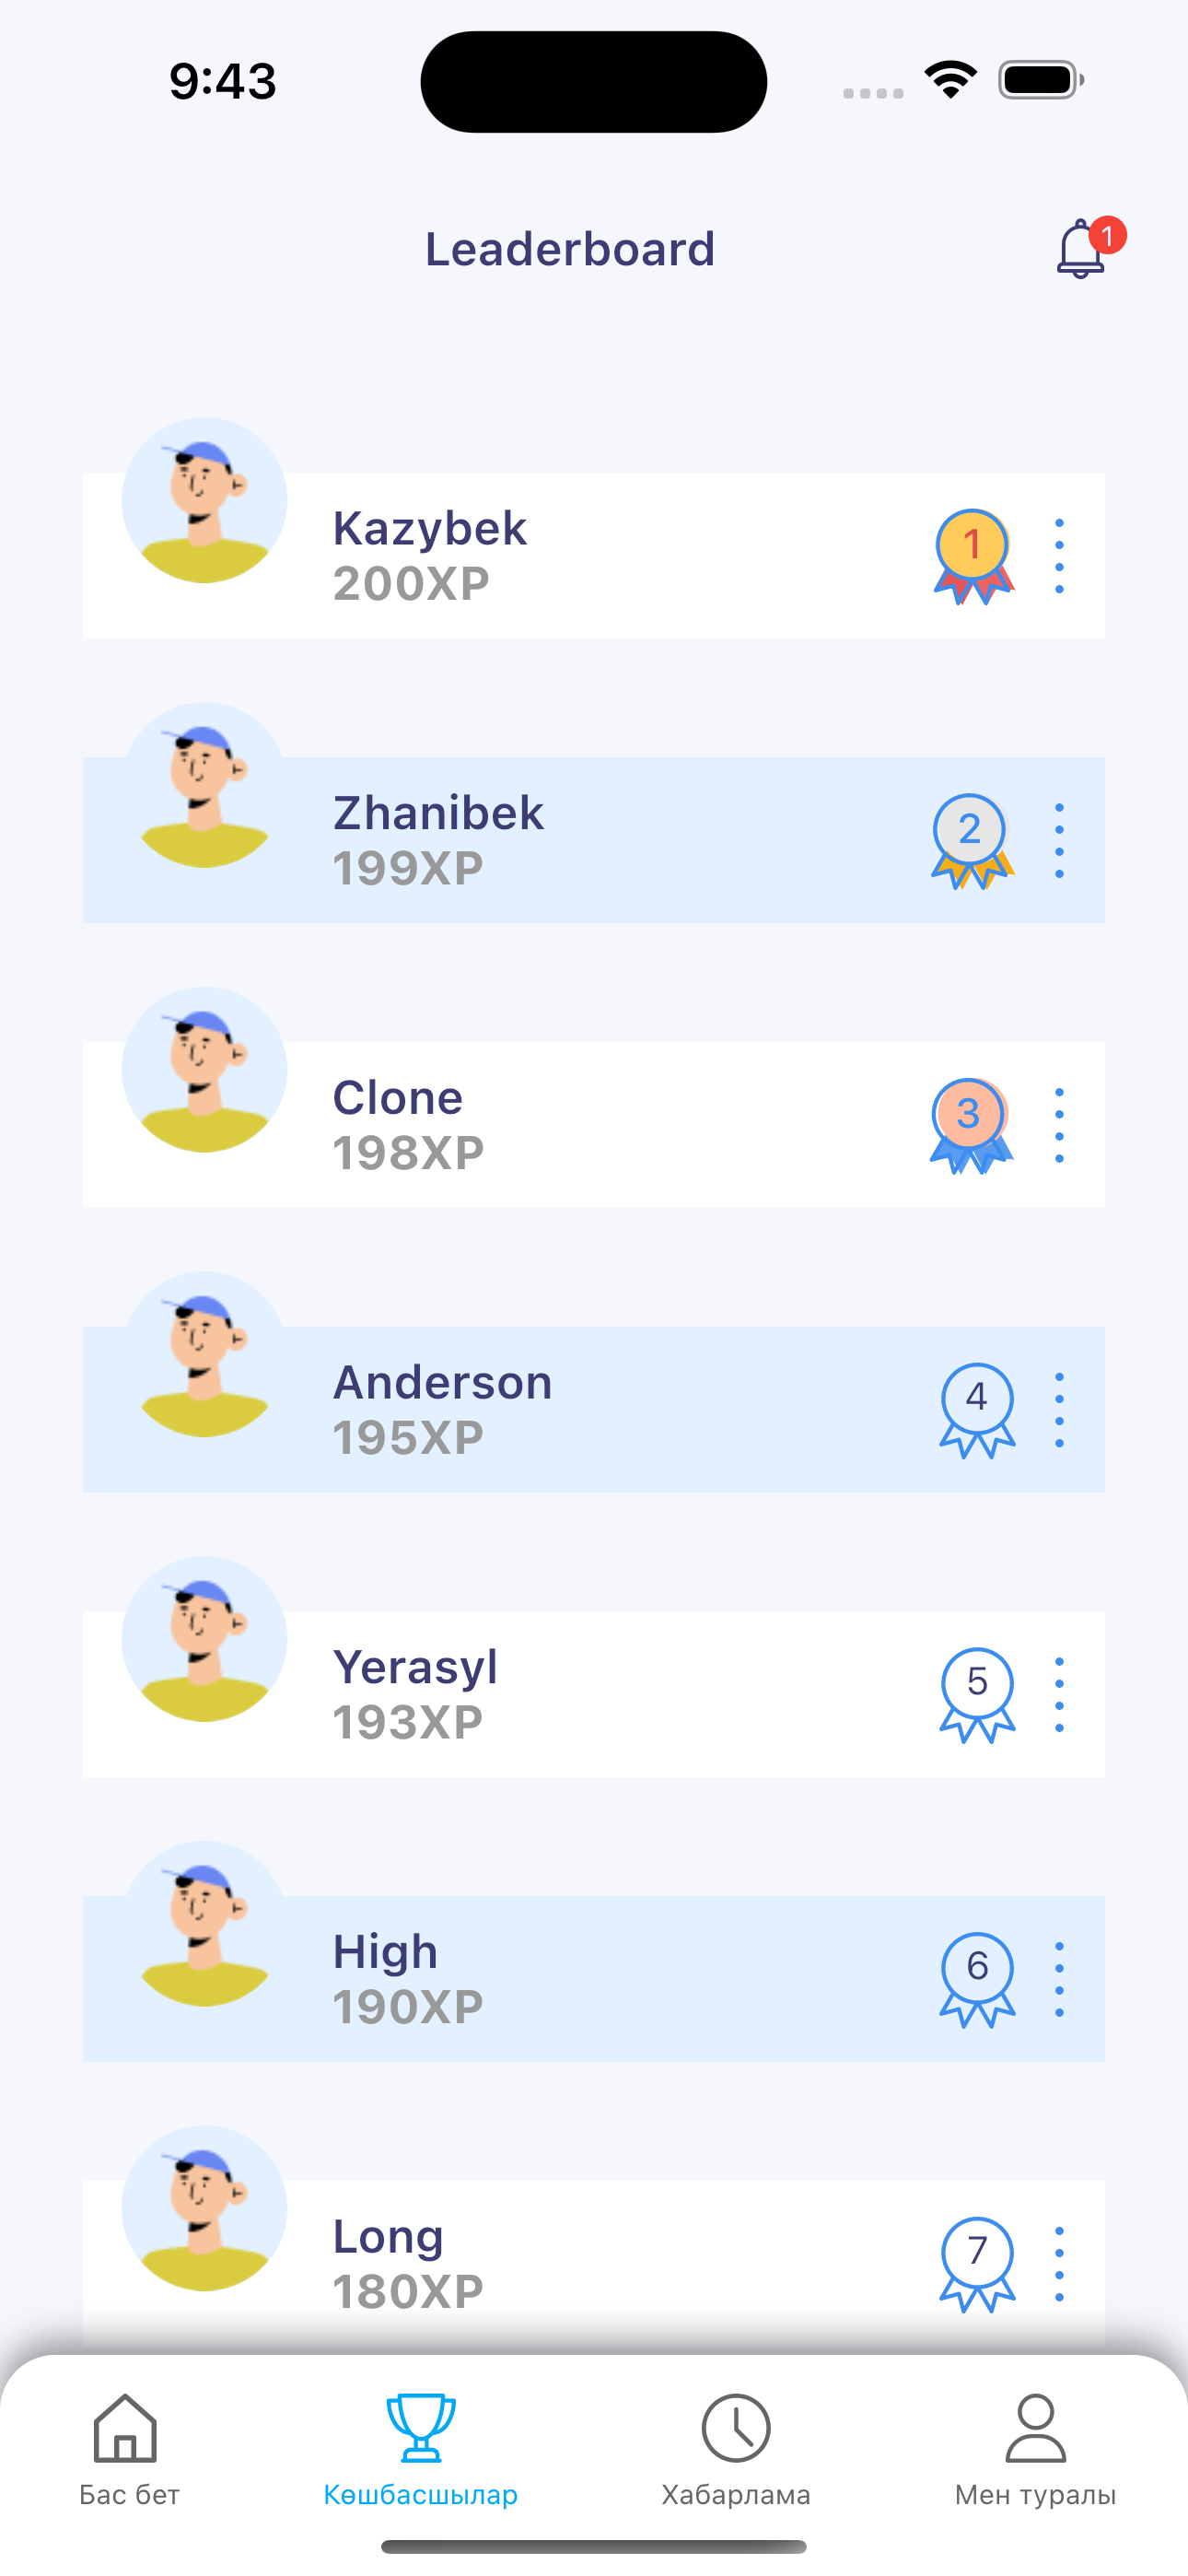 9:43
Leaderboard
1
Kazybek
200XP
1
Zhanibek
199XP
2
Clone
198XP
3
Anderson
195XP
4
Yerasyl
193XP
5
High
190XP
6
Long
180XP
7
Бас бет
Көшбасшылар
Хабарлама
Мен туралы